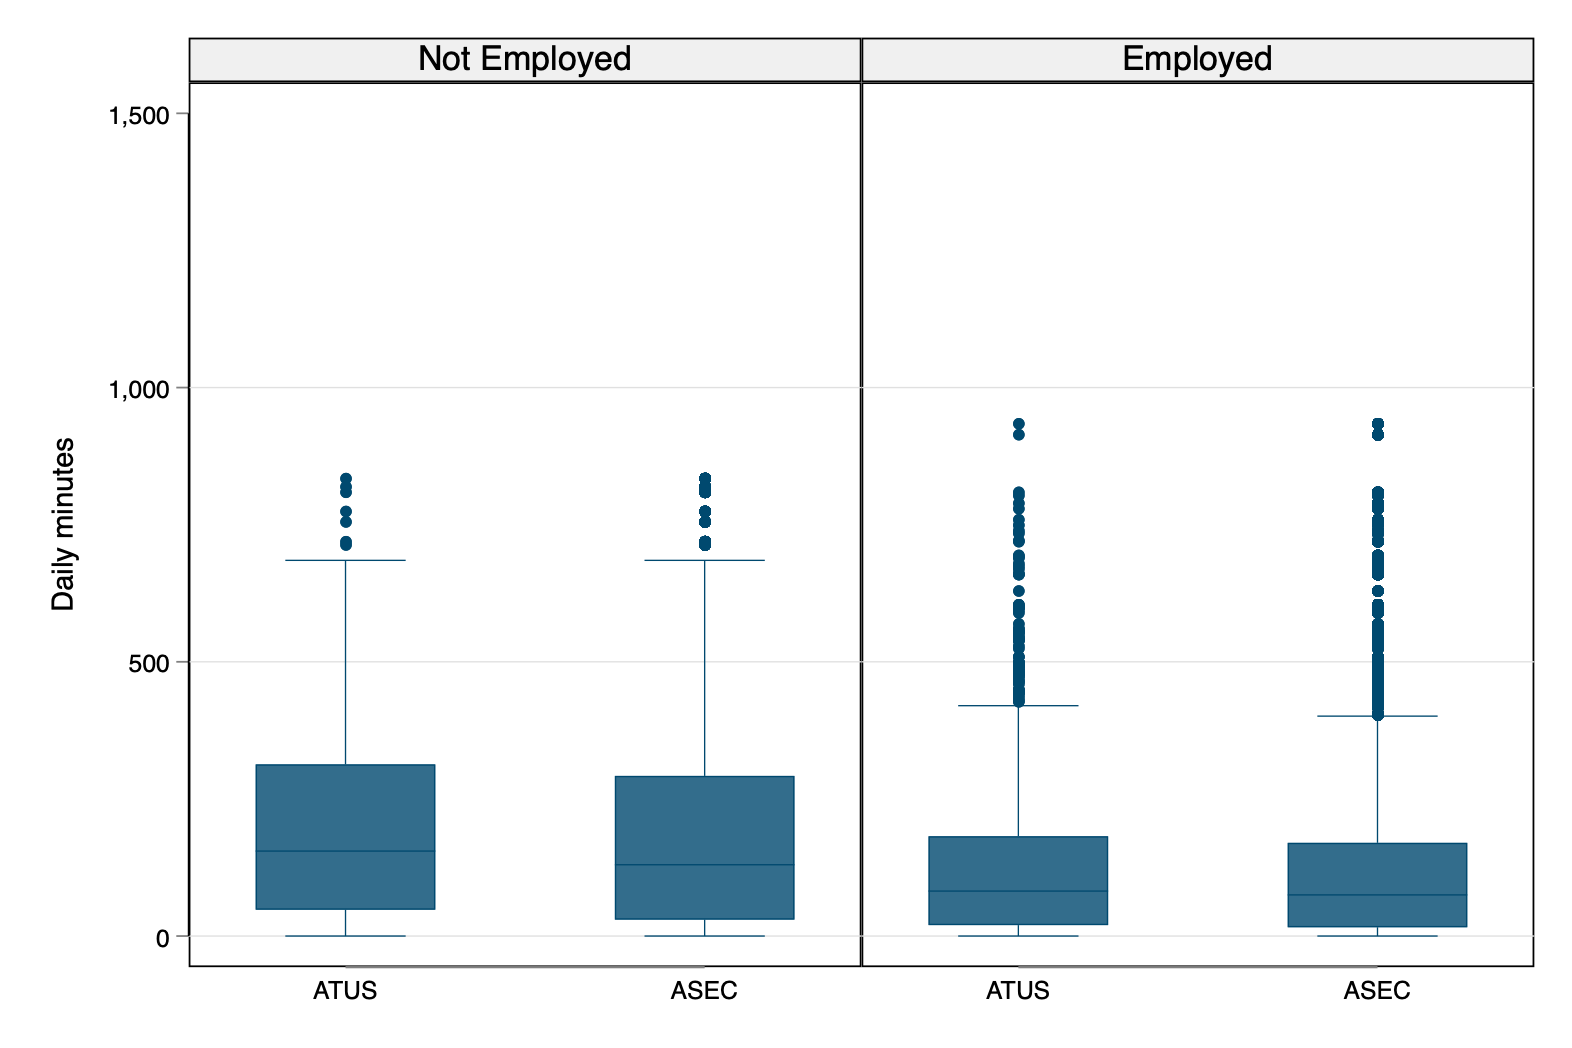 Not Employed
Employed
1,500
1,000
500
0
Daily minutes
ATUS
ASEC
ATUS
ASEC